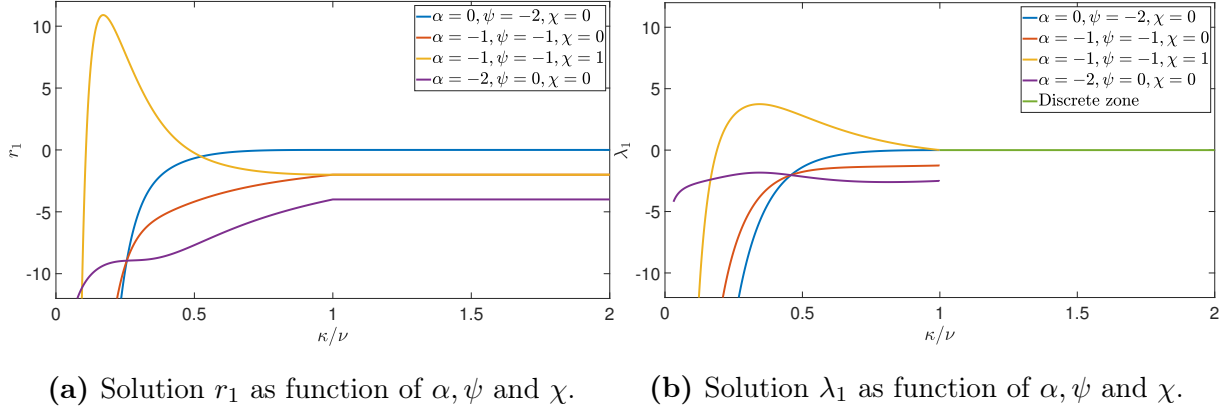 10
5
0
-5
-10
r₁
α = 0, ψ = −2, χ = 0
α = −1, ψ = −1, χ = 0
α = −1, ψ = −1, χ = 1
α = −2, ψ = 0, χ = 0
0 0.5 1 1.5 2
κ/ν
(a) Solution r₁ as function of α, ψ and χ.
10
5
0
-5
-10
λ₁
α = 0, ψ = −2, χ = 0
α = −1, ψ = −1, χ = 0
α = −1, ψ = −1, χ = 1
α = −2, ψ = 0, χ = 0
Discrete zone
0 0.5 1 1.5 2
κ/ν
(b) Solution λ₁ as function of α, ψ and χ.